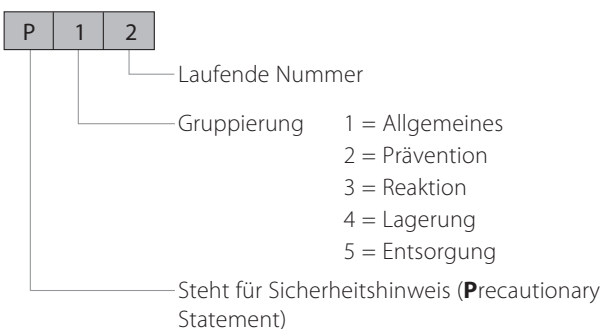 P 1 2
Laufende Nummer
Gruppierung 1 = Allgemeines
2 = Prävention
3 = Reaktion
4 = Lagerung
5 = Entsorgung
Steht für Sicherheitshinweis (Precautionary
Statement)